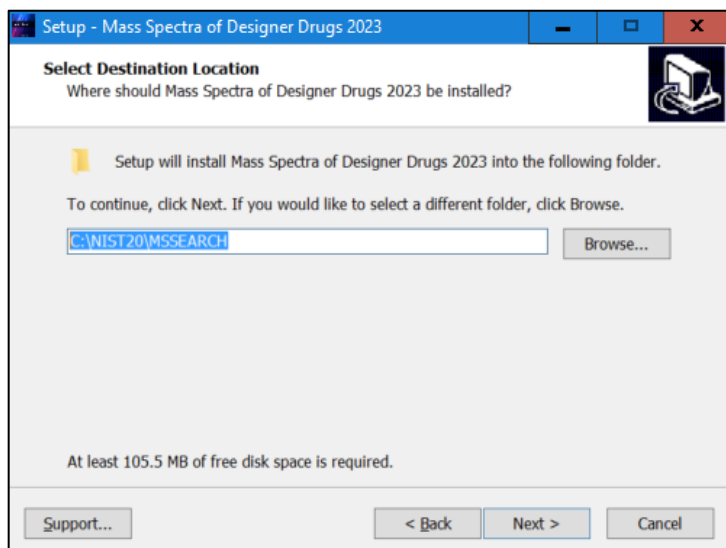 Setup - Mass Spectra of Designer Drugs 2023
Select Destination Location
Where should Mass Spectra of Designer Drugs 2023 be installed?
Setup will install Mass Spectra of Designer Drugs 2023 into the following folder.
To continue, click Next. If you would like to select a different folder, click Browse.
C:\NIST20\MSSEARCH
Browse...
At least 105.5 MB of free disk space is required.
Support...
< Back
Next >
Cancel